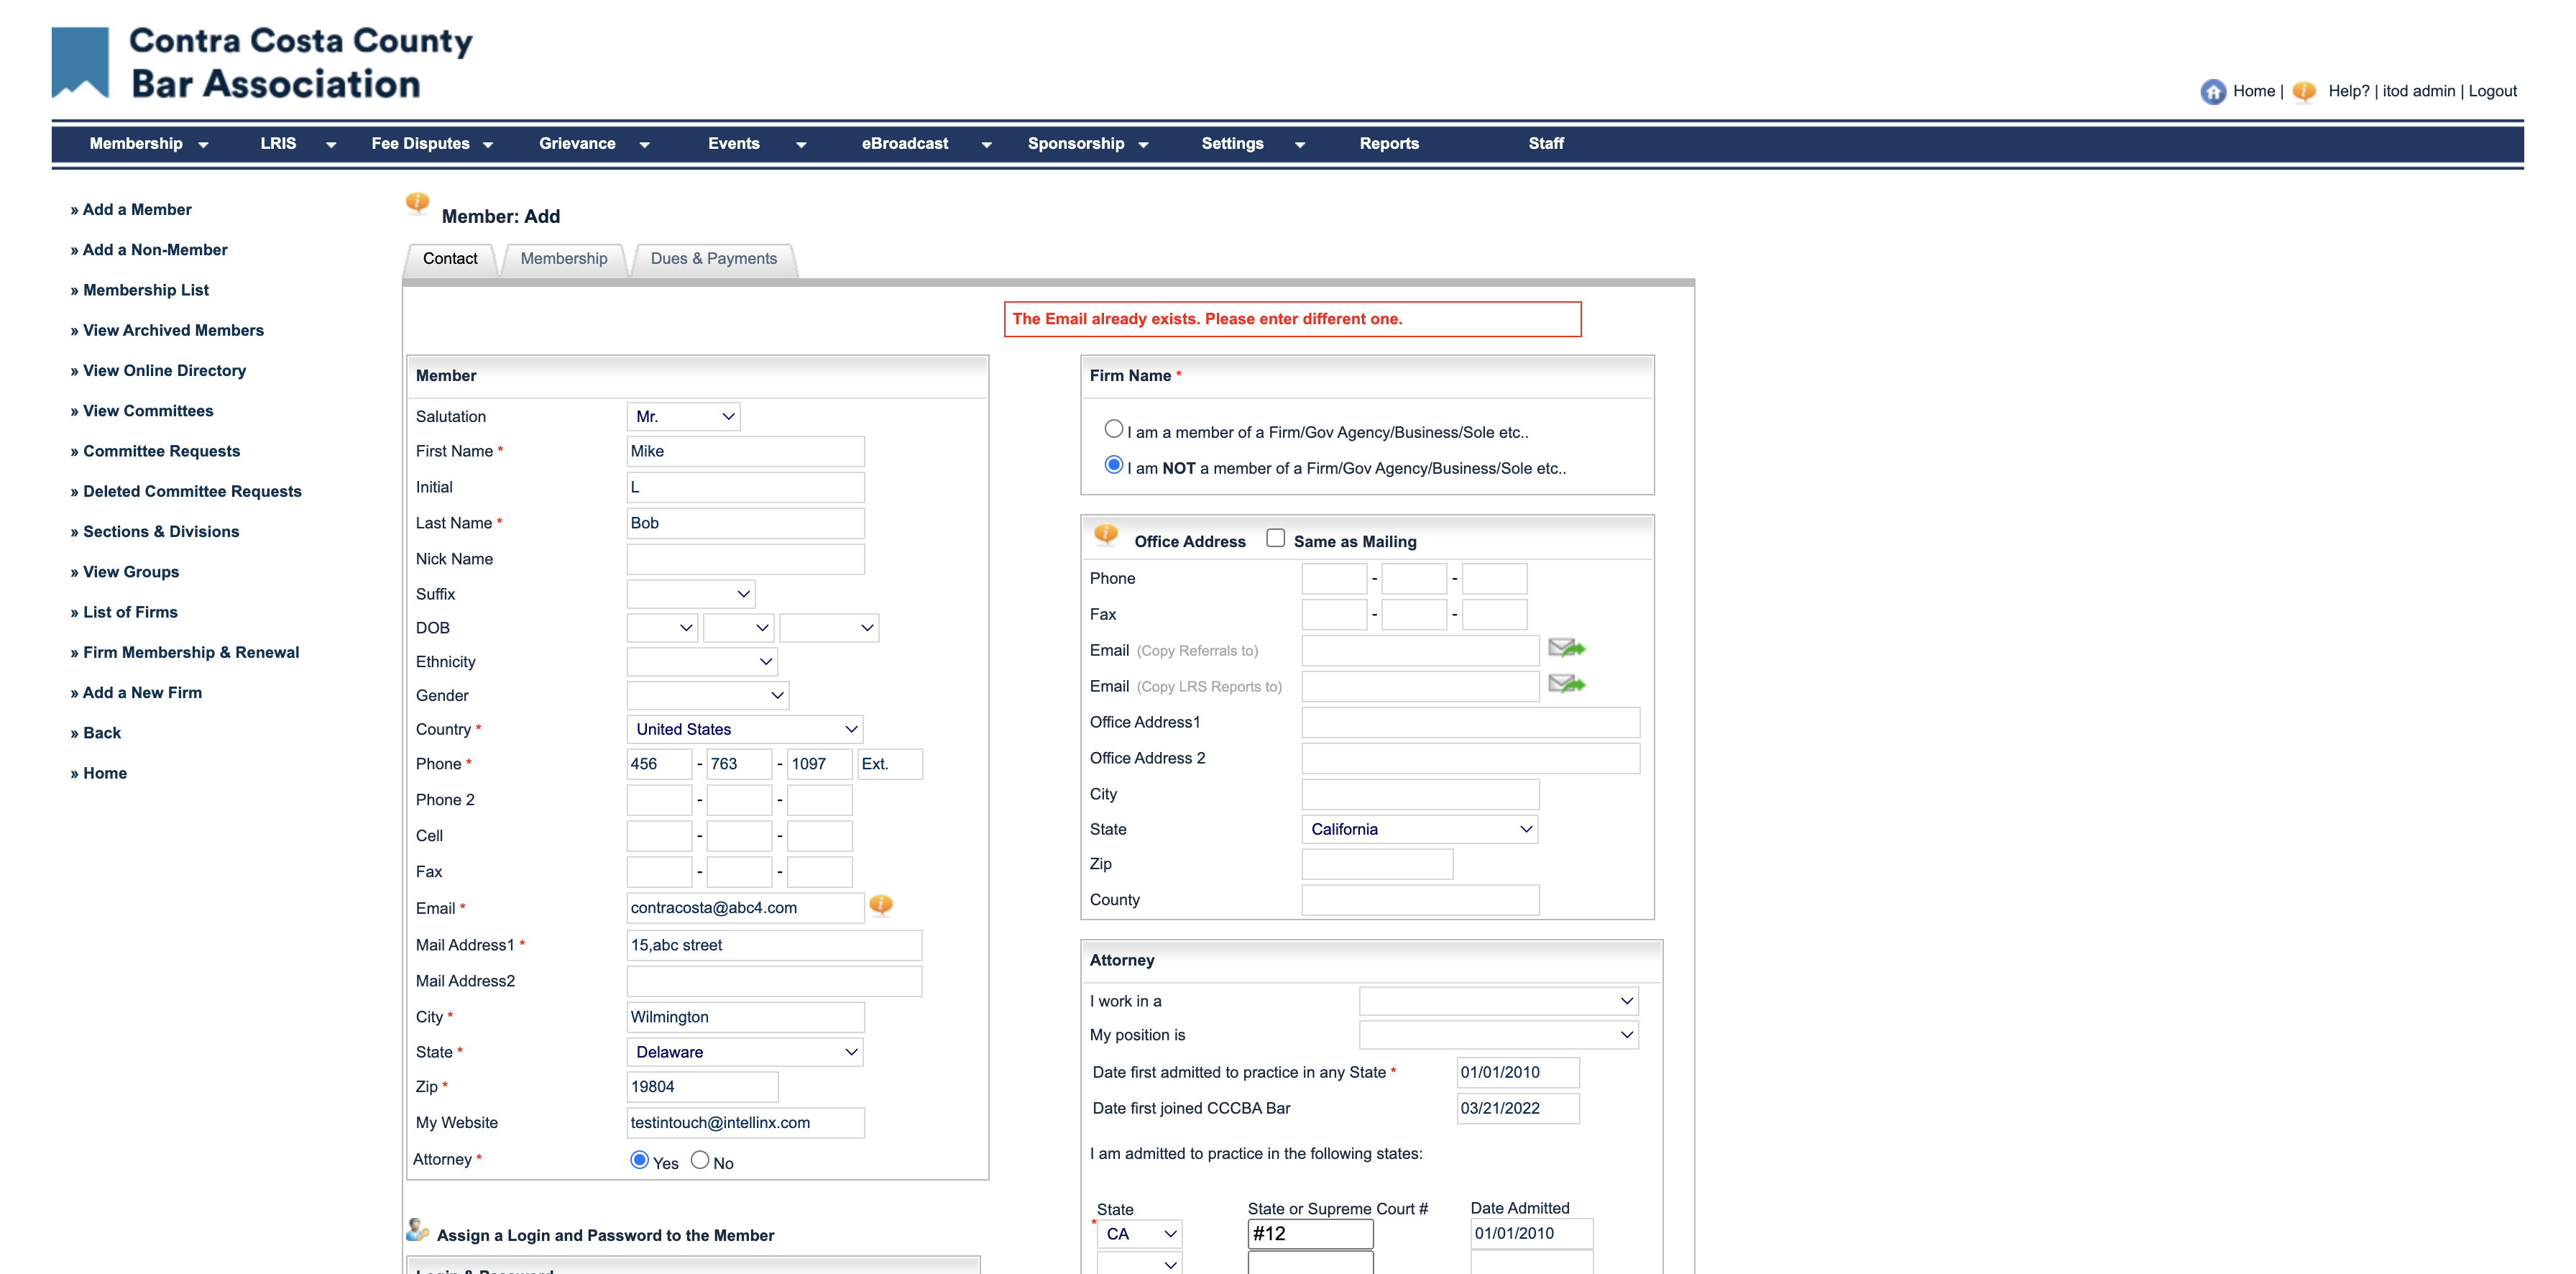 Contra Costa County
Bar Association
Home | Help? | itod admin | Logout
Membership LRIS Fee Disputes Grievance Events eBroadcast Sponsorship Settings Reports Staff
» Add a Member
» Add a Non-Member
» Membership List
» View Archived Members
» View Online Directory
» View Committees
» Committee Requests
» Deleted Committee Requests
» Sections & Divisions
» View Groups
» List of Firms
» Firm Membership & Renewal
» Add a New Firm
» Back
» Home
Member: Add
Contact Membership Dues & Payments
The Email already exists. Please enter different one.
Member
Salutation Mr.
First Name * Mike
Initial L
Last Name * Bob
Nick Name
Suffix
DOB
Ethnicity
Gender
Country * United States
Phone * 456 - 763 - 1097 Ext.
Phone 2 - -
Cell - -
Fax - -
Email * contracosta@abc4.com
Mail Address1 * 15,abc street
Mail Address2
City * Wilmington
State * Delaware
Zip * 19804
My Website testintouch@intellinx.com
Attorney * Yes No
Assign a Login and Password to the Member
Login & Password
Firm Name *
I am a member of a Firm/Gov Agency/Business/Sole etc..
I am NOT a member of a Firm/Gov Agency/Business/Sole etc..
Office Address Same as Mailing
Phone - -
Fax - -
Email (Copy Referrals to)
Email (Copy LRS Reports to)
Office Address1
Office Address 2
City
State California
Zip
County
Attorney
I work in a
My position is
Date first admitted to practice in any State * 01/01/2010
Date first joined CCCBA Bar 03/21/2022
I am admitted to practice in the following states:
State State or Supreme Court # Date Admitted
* CA #12 01/01/2010